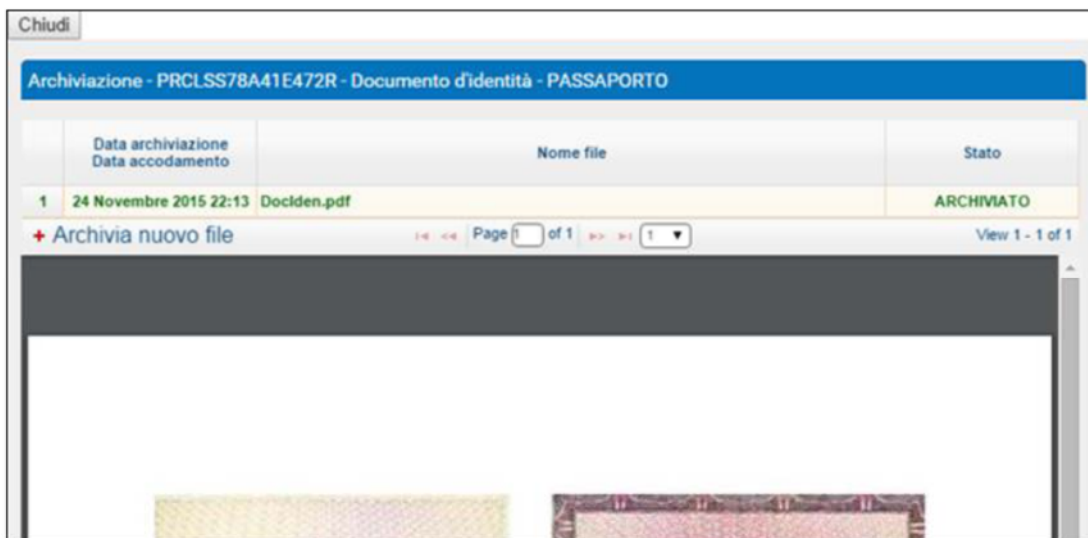 Chiudi
Archiviazione - PRCLSS78A41E472R - Documento d'identità - PASSAPORTO
Data archiviazione
Data accodamento
Nome file
Stato
1 24 Novembre 2015 22:13 DocIden.pdf ARCHIVIATO
+ Archivia nuovo file Page 1 of 1 1 View 1 - 1 of 1